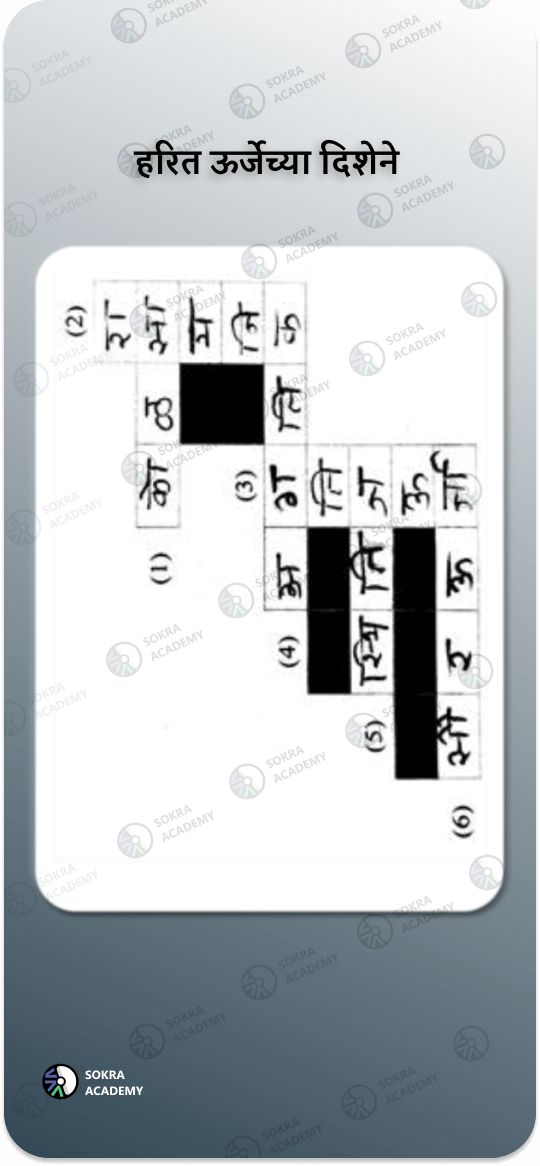 हरित ऊर्जेच्या दिशेने
(2)
रा
(1) को ळ सा
य
(3) नि
(4) अ ग ति क
ति
(5) स्थि ति ज
ऊ
(6) सौ र ऊ र्जा
SOKRA
ACADEMY